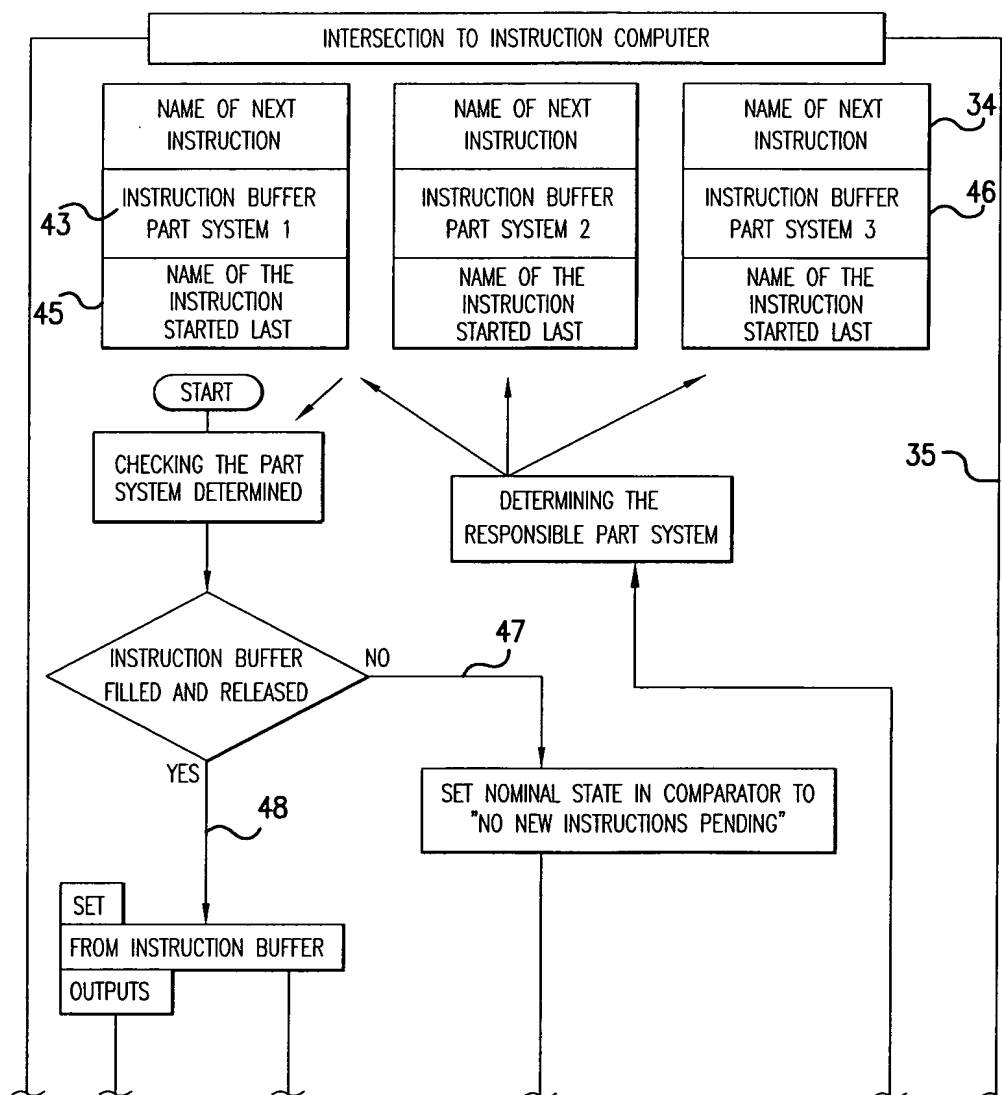 INTERSECTION TO INSTRUCTION COMPUTER
NAME OF NEXT
INSTRUCTION
INSTRUCTION BUFFER
PART SYSTEM 1
NAME OF THE
INSTRUCTION
STARTED LAST
NAME OF NEXT
INSTRUCTION
INSTRUCTION BUFFER
PART SYSTEM 2
NAME OF THE
INSTRUCTION
STARTED LAST
NAME OF NEXT
INSTRUCTION
INSTRUCTION BUFFER
PART SYSTEM 3
NAME OF THE
INSTRUCTION
STARTED LAST
34
46
43
45
START
CHECKING THE PART
SYSTEM DETERMINED
DETERMINING THE
RESPONSIBLE PART SYSTEM
35
INSTRUCTION BUFFER
FILLED AND RELEASED
NO
47
YES
48
SET NOMINAL STATE IN COMPARATOR TO
"NO NEW INSTRUCTIONS PENDING"
SET
FROM INSTRUCTION BUFFER
OUTPUTS